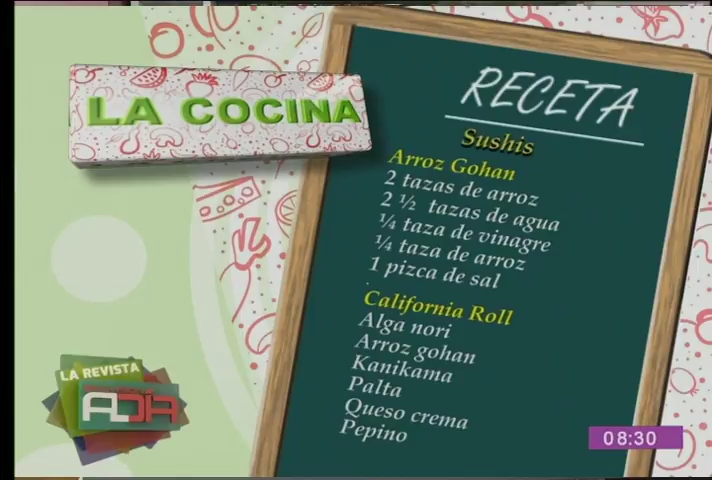 LA COCINA
RECETA
Sushis
Arroz Gohan
2 tazas de arroz
2 ½ tazas de agua
¼ taza de vinagre
¼ taza de arroz
1 pizca de sal
California Roll
Alga nori
Arroz gohan
Kanikama
Palta
Queso crema
Pepino
LA REVISTA
ALDIA
08:30